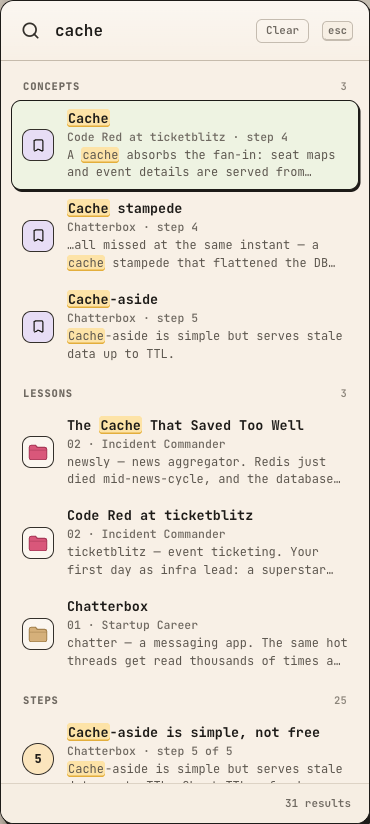 cache
Clear
esc
CONCEPTS 3
Cache
Code Red at ticketblitz · step 4
A cache absorbs the fan-in: seat maps
and event details are served from…
Cache stampede
Chatterbox · step 4
…all missed at the same instant — a
cache stampede that flattened the DB…
Cache-aside
Chatterbox · step 5
Cache-aside is simple but serves stale
data up to TTL.
LESSONS 3
The Cache That Saved Too Well
02 · Incident Commander
newsly — news aggregator. Redis just
died mid-news-cycle, and the database…
Code Red at ticketblitz
02 · Incident Commander
ticketblitz — event ticketing. Your
first day as infra lead: a superstar…
Chatterbox
01 · Startup Career
chatter — a messaging app. The same hot
threads get read thousands of times a…
STEPS 25
Cache-aside is simple, not free
5
Chatterbox · step 5 of 5
Cache-aside is simple but serves stale
31 results